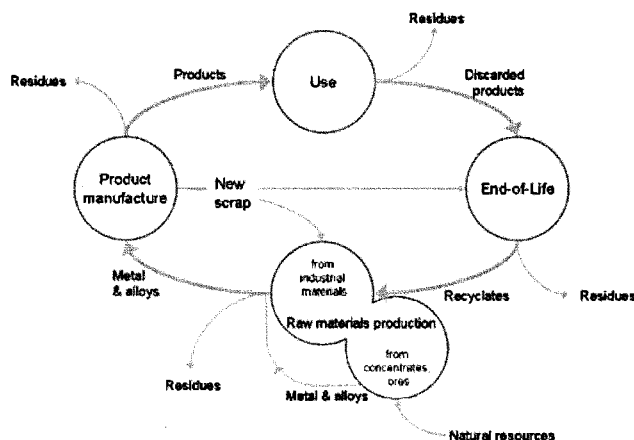 Residues
Products
Use
Discarded
products
Residues
Product
manufacture
New
scrap
End-of-Life
Metal
& alloys
from
industrial
materials
Recyclates
Residues
Raw materials production
from
concentrates,
ores
Residues
Metal & alloys
Natural resources